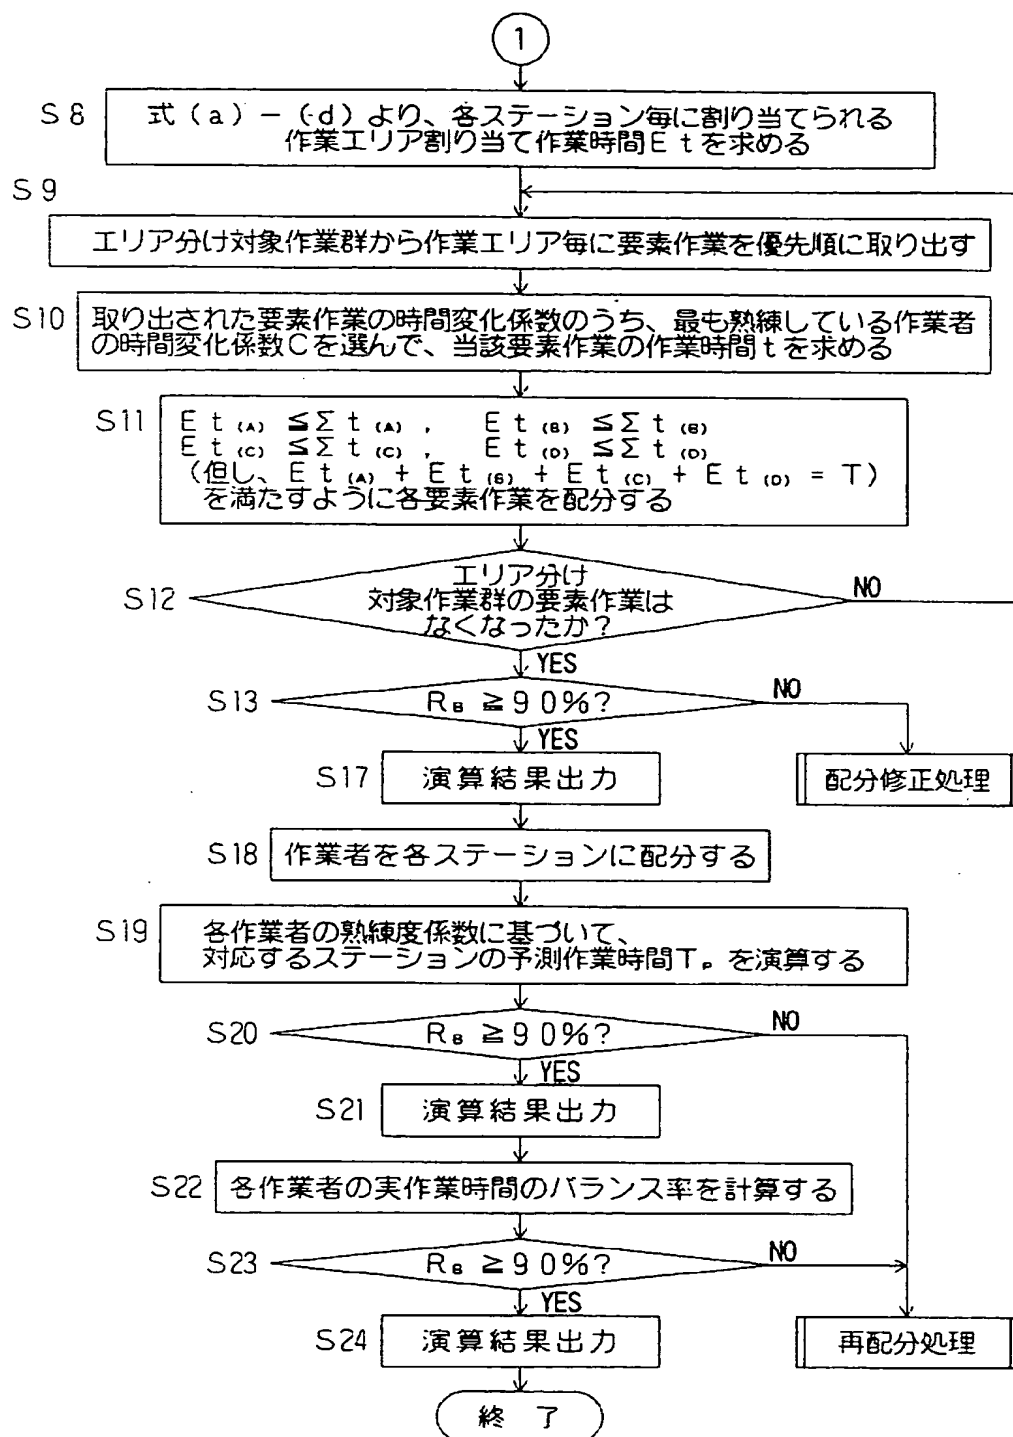 1
S8
式(a)－(d)より、各ステーション毎に割り当てられる
作業エリア割り当て作業時間Etを求める
S9
エリア分け対象作業群から作業エリア毎に要素作業を優先順に取り出す
S10
取り出された要素作業の時間変化係数のうち、最も熟練している作業者
の時間変化係数Cを選んで、当該要素作業の作業時間tを求める
S11
Et(A) ≦Σt(A)， Et(B) ≦Σt(B)
Et(C) ≦Σt(C)， Et(D) ≦Σt(D)
(但し、Et(A)+Et(B)+Et(C)+Et(D)=T)
を満たすように各要素作業を配分する
S12
エリア分け
対象作業群の要素作業は
なくなったか？
NO
YES
S13
RB ≧90%？
NO
YES
S17
演算結果出力
配分修正処理
S18
作業者を各ステーションに配分する
S19
各作業者の熟練度係数に基づいて、
対応するステーションの予測作業時間TPを演算する
S20
RB ≧90%？
NO
YES
S21
演算結果出力
S22
各作業者の実作業時間のバランス率を計算する
S23
RB ≧90%？
NO
YES
S24
演算結果出力
再配分処理
終 了